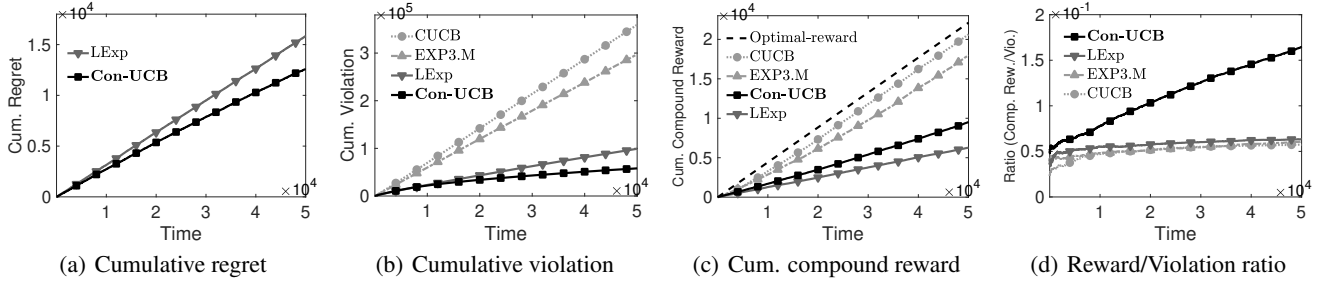 × 10⁴
1.5
1
0.5
0
LExp
Con-UCB
Cum. Regret
1 2 3 4 5
× 10⁴
Time
(a) Cumulative regret
× 10⁵
3
2
1
0
CUCB
EXP3.M
LExp
Con-UCB
Cum. Violation
1 2 3 4 5
× 10⁴
Time
(b) Cumulative violation
× 10⁴
2
1.5
1
0.5
0
Optimal-reward
CUCB
EXP3.M
Con-UCB
LExp
Cum. Compound Reward
1 2 3 4 5
× 10⁴
Time
(c) Cum. compound reward
× 10⁻¹
2
1.5
1
0.5
0
Con-UCB
LExp
EXP3.M
CUCB
Ratio (Comp. Rew./Vio.)
1 2 3 4 5
× 10⁴
Time
(d) Reward/Violation ratio